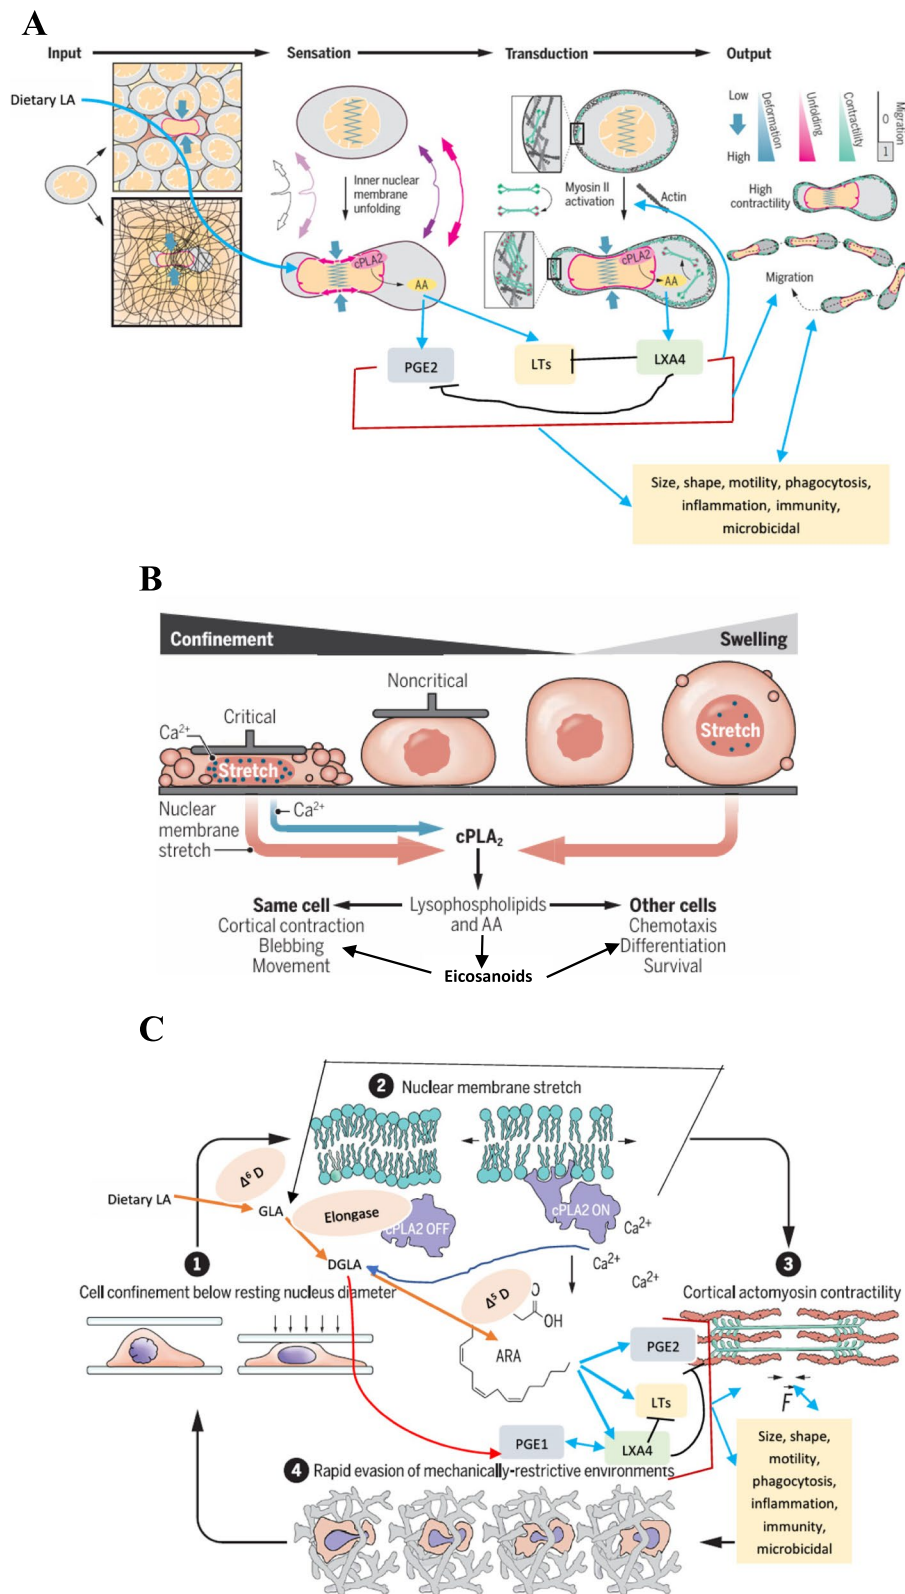 A
Input
Sensation
Transduction
Output
Dietary LA
Low
High
Deformation
Unfolding
Contractility
Migration
0
1
Inner nuclear
membrane
unfolding
Myosin II
activation
Actin
High
contractility
cPLA2
AA
cPLA2
AA
Migration
PGE2
LTs
LXA4
Size, shape, motility, phagocytosis,
inflammation, immunity,
microbicidal
B
Confinement
Swelling
Noncritical
Critical
Ca2+
Stretch
Stretch
Nuclear
membrane
stretch
Ca2+
cPLA2
Same cell
Cortical contraction
Blebbing
Movement
Lysophospholipids
and AA
Other cells
Chemotaxis
Differentiation
Survival
Eicosanoids
C
2 Nuclear membrane stretch
Δ6 D
Dietary LA
GLA
Elongase
cPLA2 OFF
cPLA2 ON
Ca2+
Ca2+
Ca2+
DGLA
1
Cell confinement below resting nucleus diameter
3
Cortical actomyosin contractility
Δ5 D
O
OH
ARA
PGE2
LTs
PGE1
LXA4
F
Size, shape,
motility,
phagocytosis,
inflammation,
immunity,
microbicidal
4 Rapid evasion of mechanically-restrictive environments